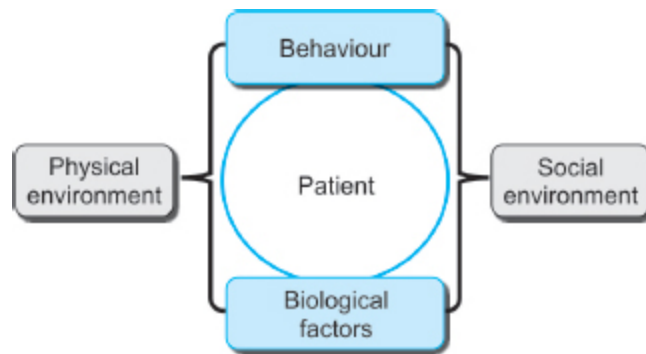 Behaviour
Physical
environment
Patient
Social
environment
Biological
factors